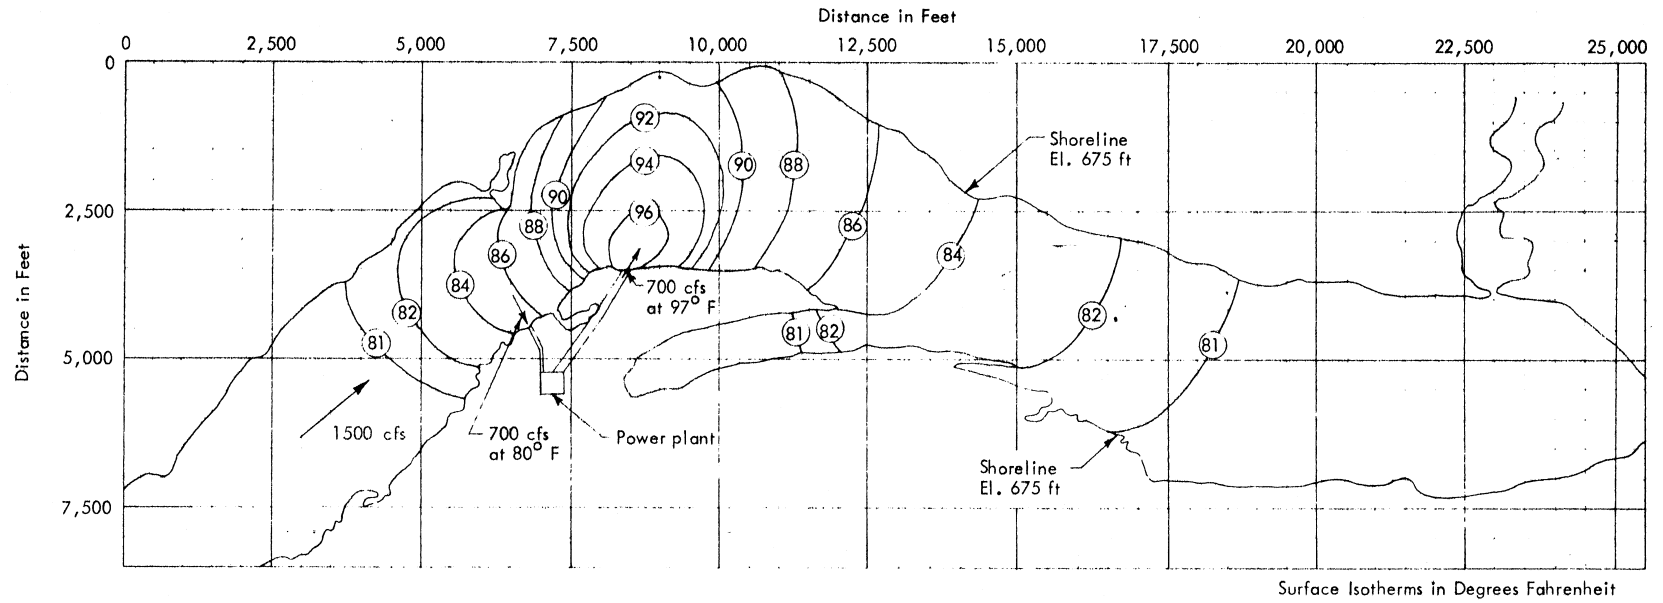 Distance in Feet
0 2,500 5,000 7,500 10,000 12,500 15,000 17,500 20,000 22,500 25,000
0
2,500
5,000
7,500
Distance in Feet
92
94
90
88
90
96
88
86
86
84
84
82
82
81
81 82
81
Shoreline
El. 675 ft
700 cfs
at 97° F
1500 cfs
700 cfs
at 80° F
Power plant
Shoreline
El. 675 ft
Surface Isotherms in Degrees Fahrenheit